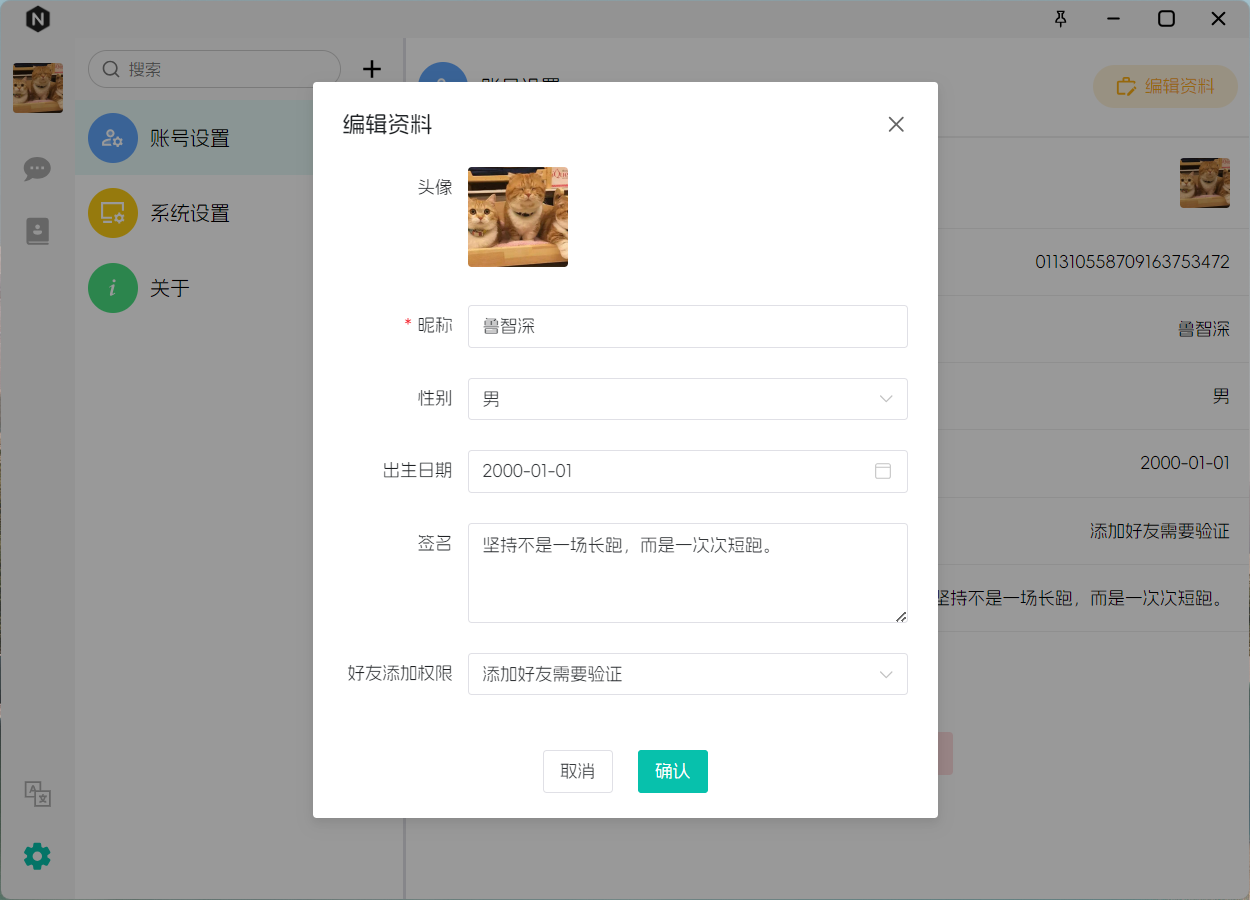 N
搜索
账号设置
系统设置
关于
账号设置
编辑资料
011310558709163753472
鲁智深
男
2000-01-01
添加好友需要验证
坚持不是一场长跑，而是一次次短跑。
编辑资料
头像
* 昵称 鲁智深
性别 男
出生日期 2000-01-01
签名 坚持不是一场长跑，而是一次次短跑。
好友添加权限 添加好友需要验证
取消 确认